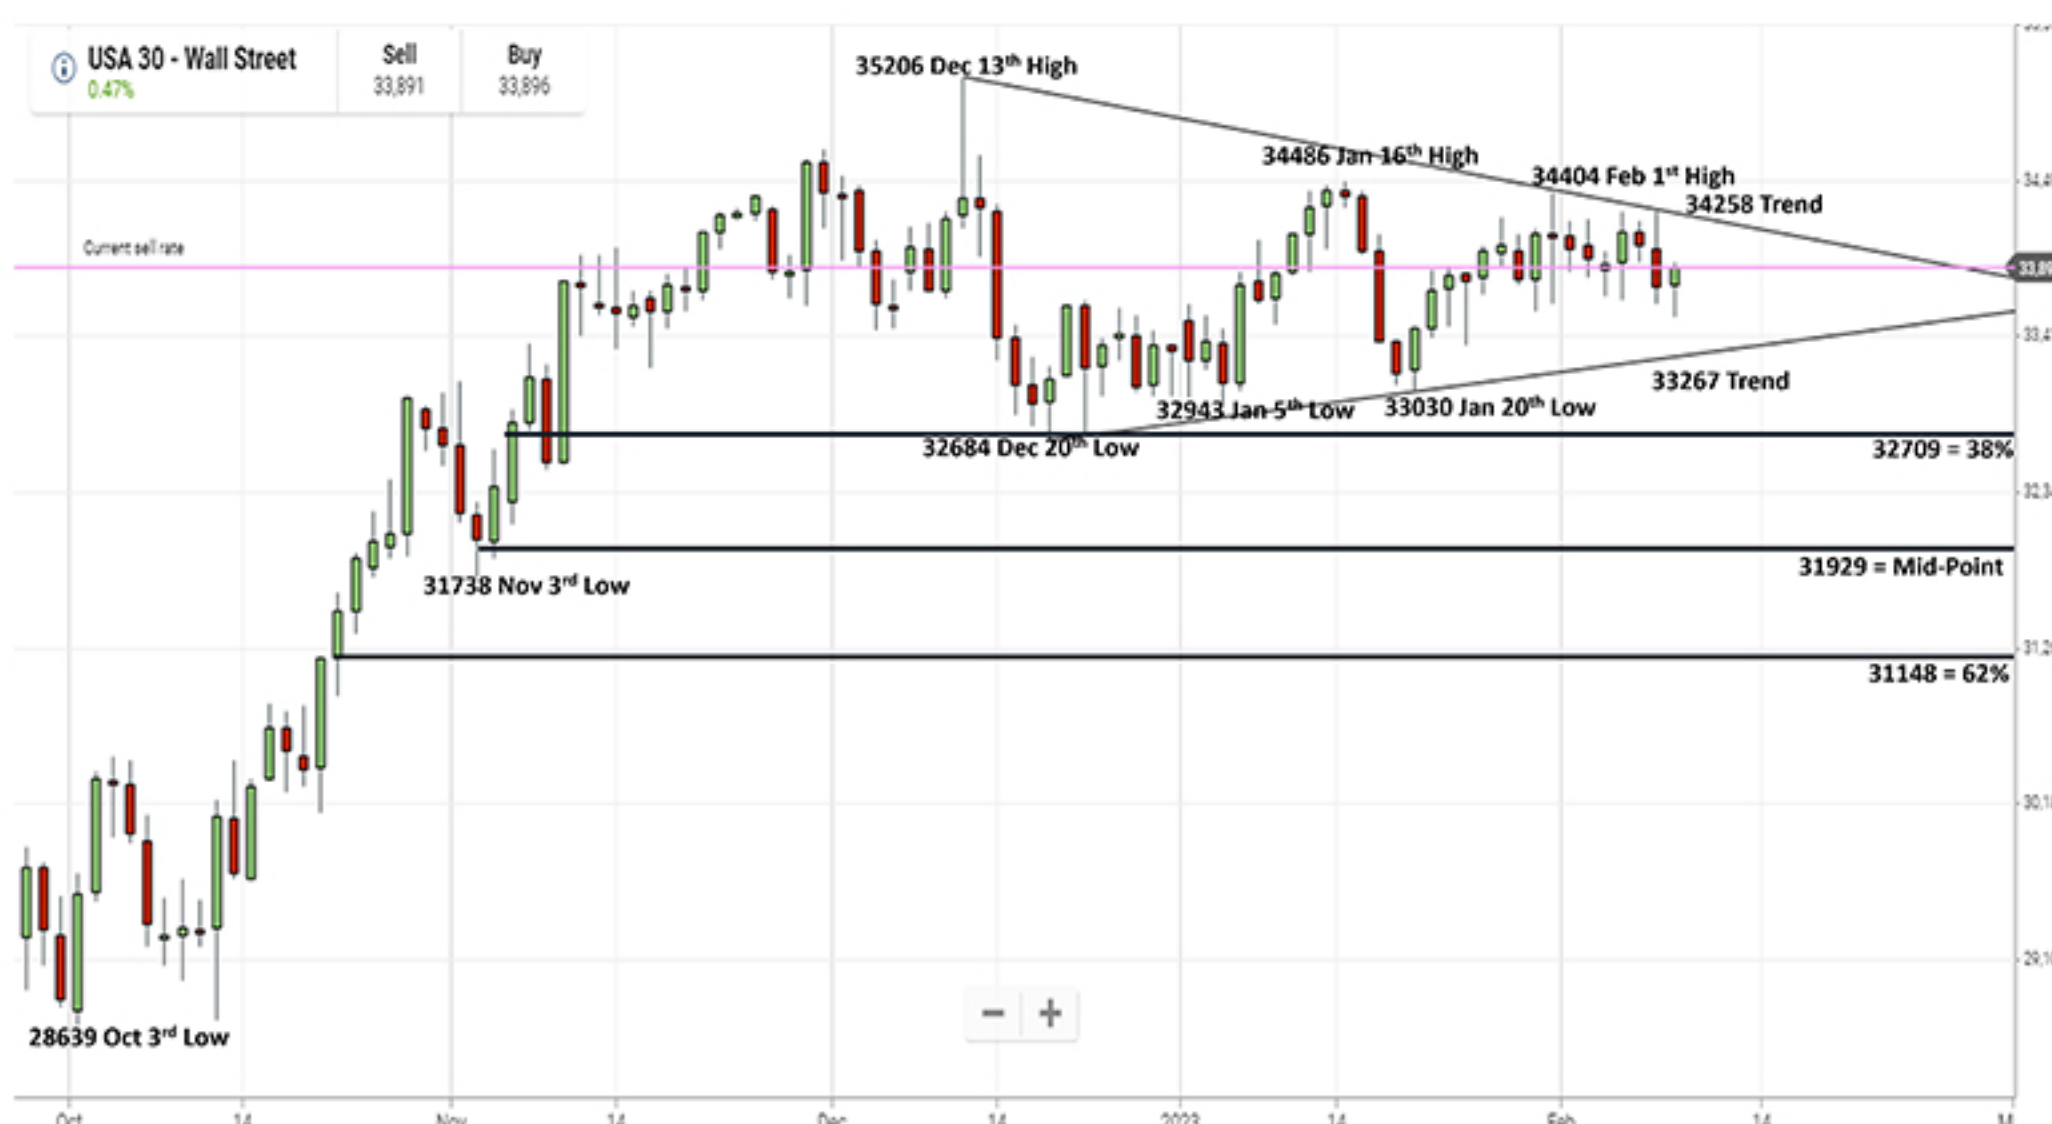 USA 30 - Wall Street
0.47%
Sell
33,891
Buy
33,896
35206 Dec 13th High
34486 Jan 16th High
34404 Feb 1st High
34258 Trend
Current sell rate
33267 Trend
32943 Jan 5th Low
33030 Jan 20th Low
32684 Dec 20th Low
32709 = 38%
31929 = Mid-Point
31738 Nov 3rd Low
31148 = 62%
28639 Oct 3rd Low
Oct 14 Nov 14 Dec 14 2023 14 Feb 14